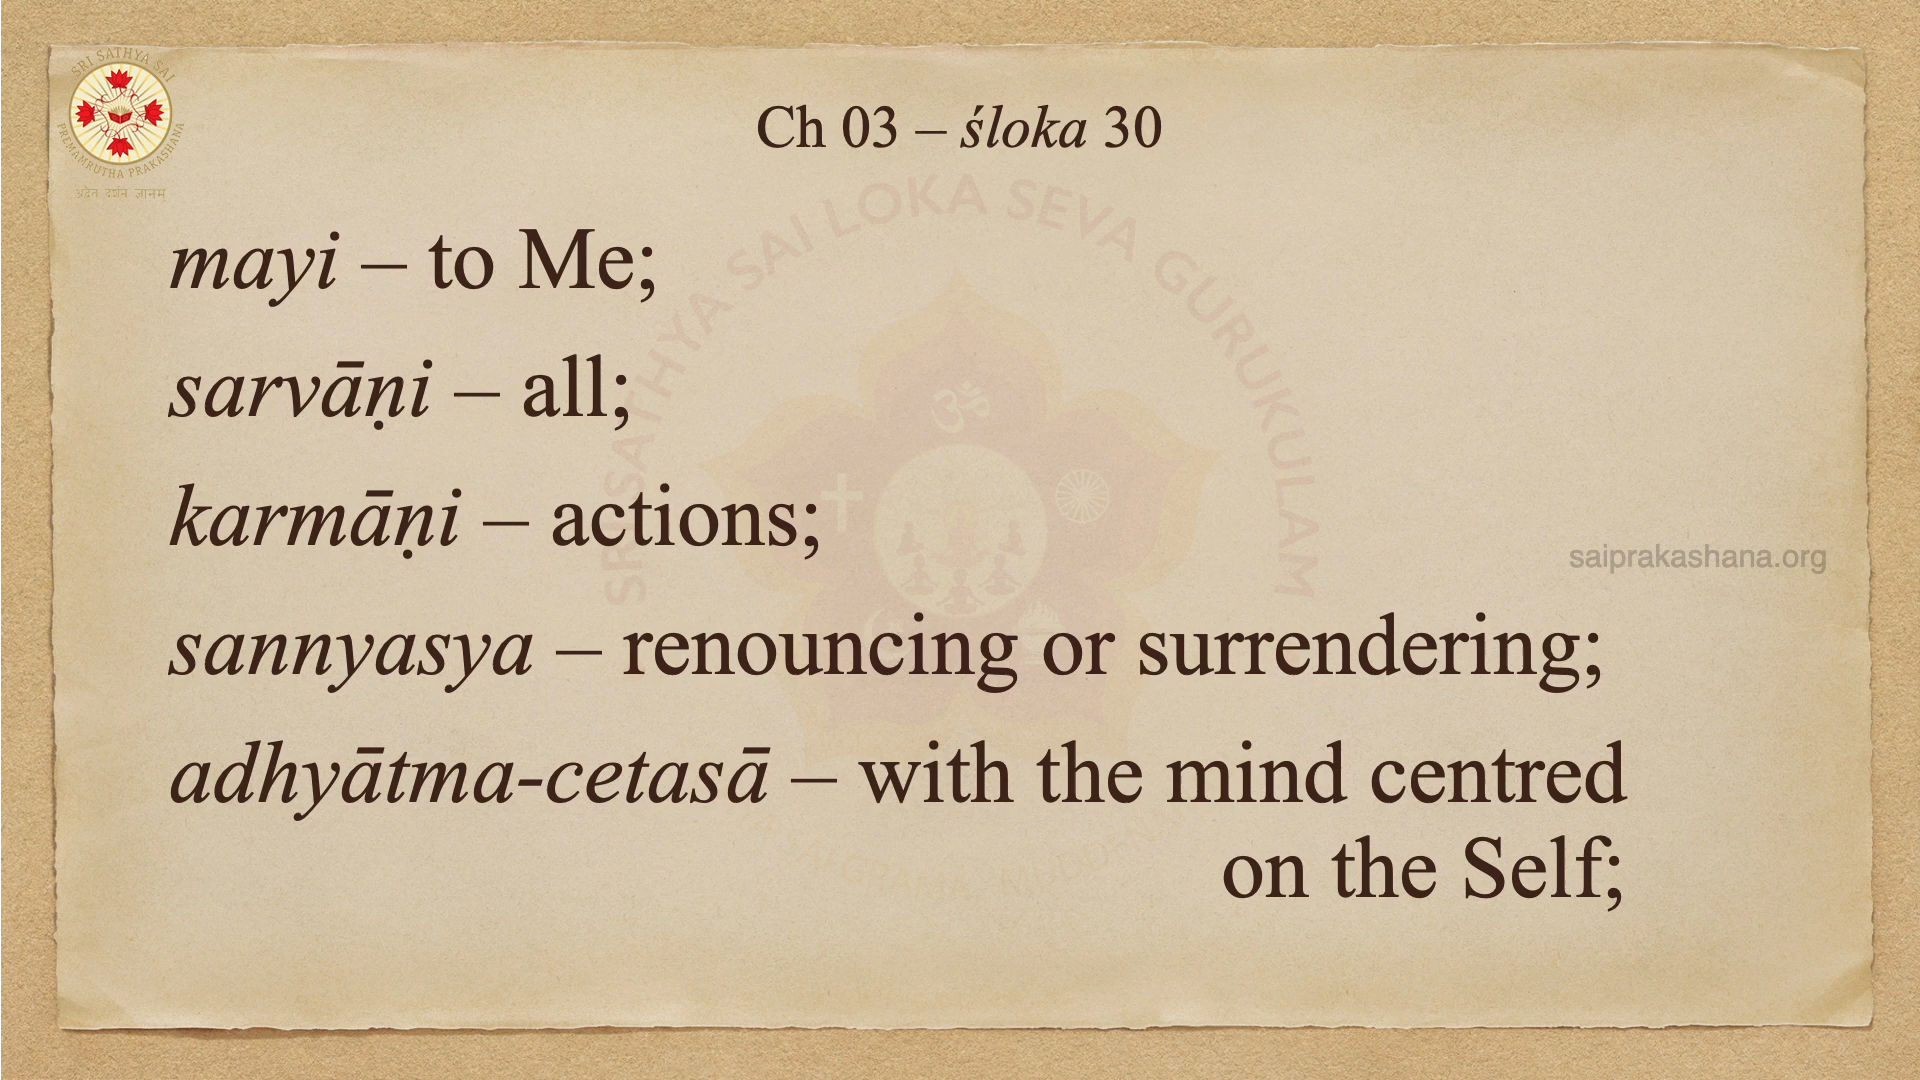 SRI SATHYA SAI
PREMAMRUTHA PRAKASHANA
Ch 03 – śloka 30
SRI SATHYA SAI LOKA SEVA GURUKULAM
mayi – to Me;
sarvāṇi – all;
karmāṇi – actions;
saiprakashana.org
sannyasya – renouncing or surrendering;
adhyātma-cetasā – with the mind centred
on the Self;